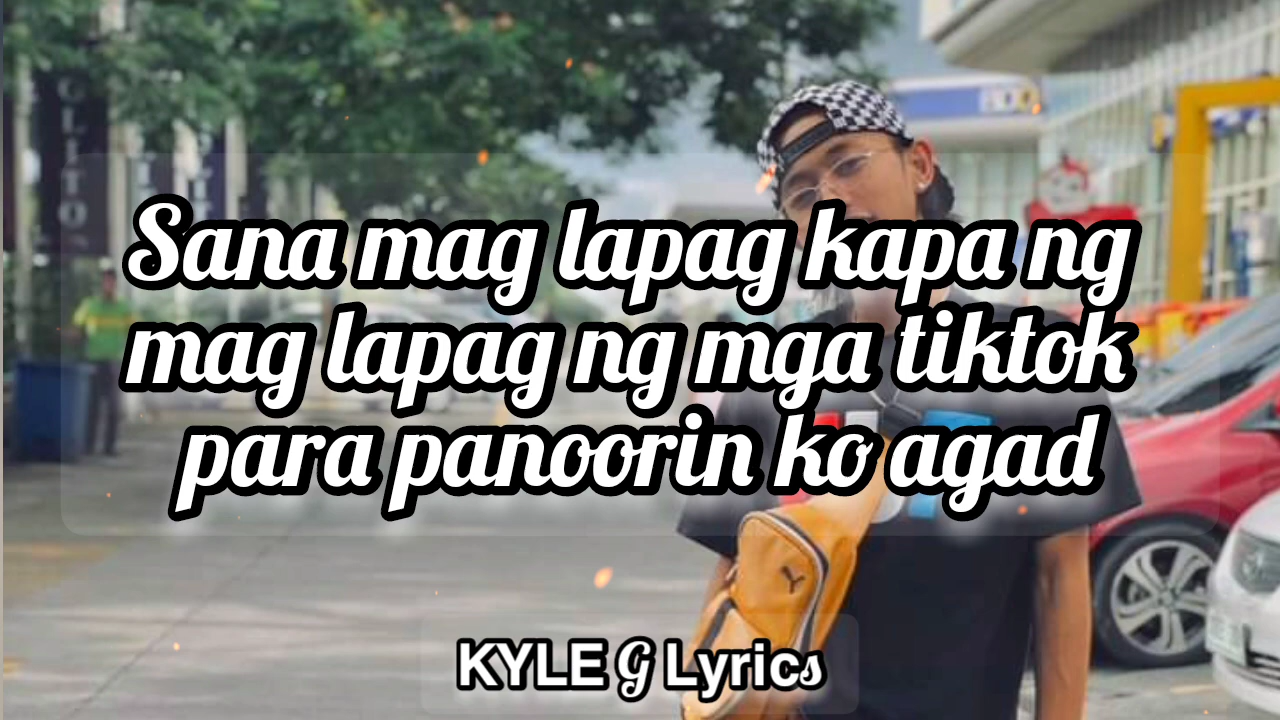 Sana mag lapag kapa ng
mag lapag ng mga tiktok
para panoorin ko agad
KYLE G Lyrics